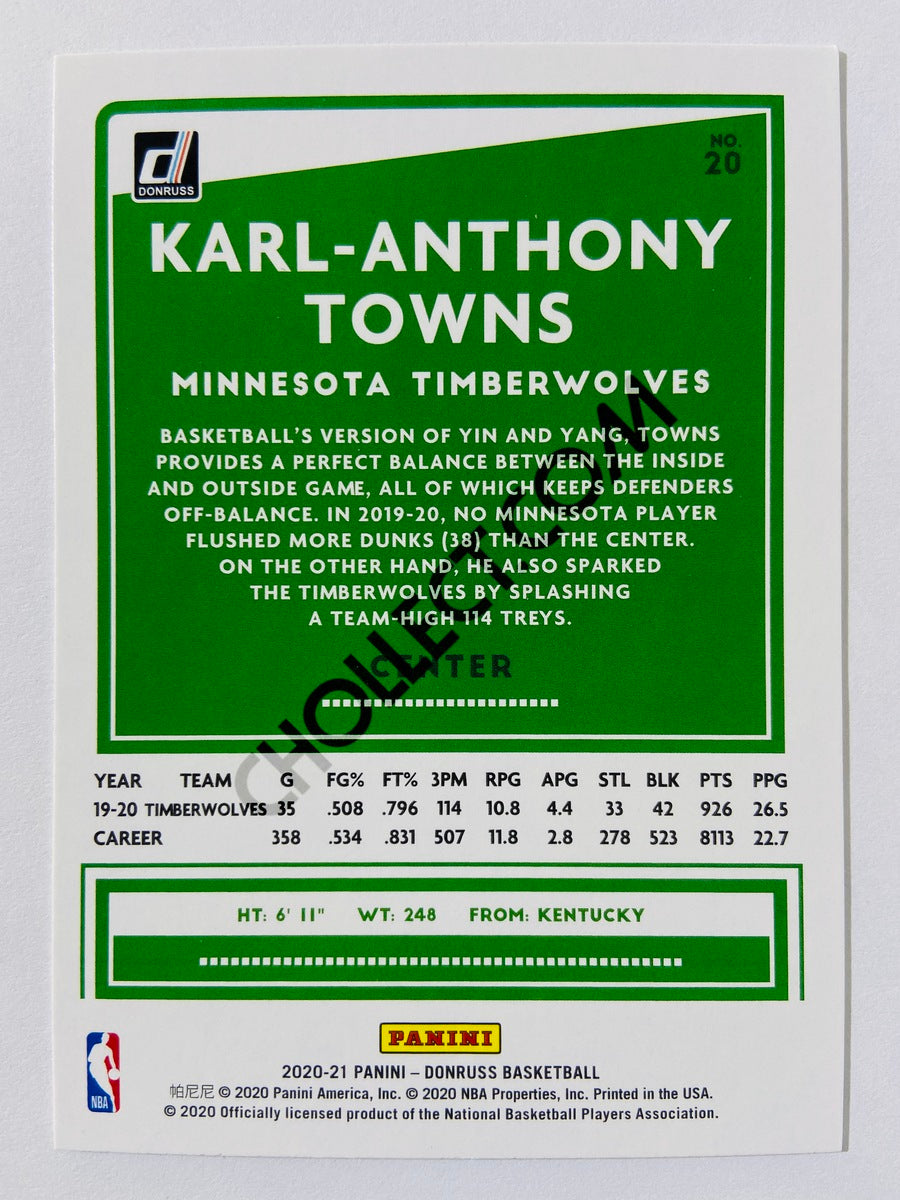 DONRUSS
NO.
20
KARL-ANTHONY
TOWNS
MINNESOTA TIMBERWOLVES
BASKETBALL'S VERSION OF YIN AND YANG, TOWNS
PROVIDES A PERFECT BALANCE BETWEEN THE INSIDE
AND OUTSIDE GAME, ALL OF WHICH KEEPS DEFENDERS
OFF-BALANCE. IN 2019-20, NO MINNESOTA PLAYER
FLUSHED MORE DUNKS (38) THAN THE CENTER.
ON THE OTHER HAND, HE ALSO SPARKED
THE TIMBERWOLVES BY SPLASHING
A TEAM-HIGH 114 TREYS.
CENTER
CHOLLECT.COM
YEAR TEAM G FG% FT% 3PM RPG APG STL BLK PTS PPG
19-20 TIMBERWOLVES 35 .508 .796 114 10.8 4.4 33 42 926 26.5
CAREER 358 .534 .831 507 11.8 2.8 278 523 8113 22.7
HT: 6' 11" WT: 248 FROM: KENTUCKY
PANINI
2020-21 PANINI – DONRUSS BASKETBALL
帕尼尼 © 2020 Panini America, Inc. © 2020 NBA Properties, Inc. Printed in the USA.
© 2020 Officially licensed product of the National Basketball Players Association.
NBA